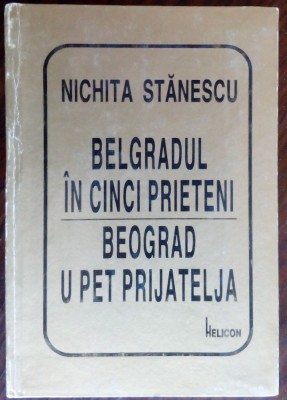 NICHITA STĂNESCU
BELGRADUL
ÎN CINCI PRIETENI
BEOGRAD
U PET PRIJATELJA
HELICON